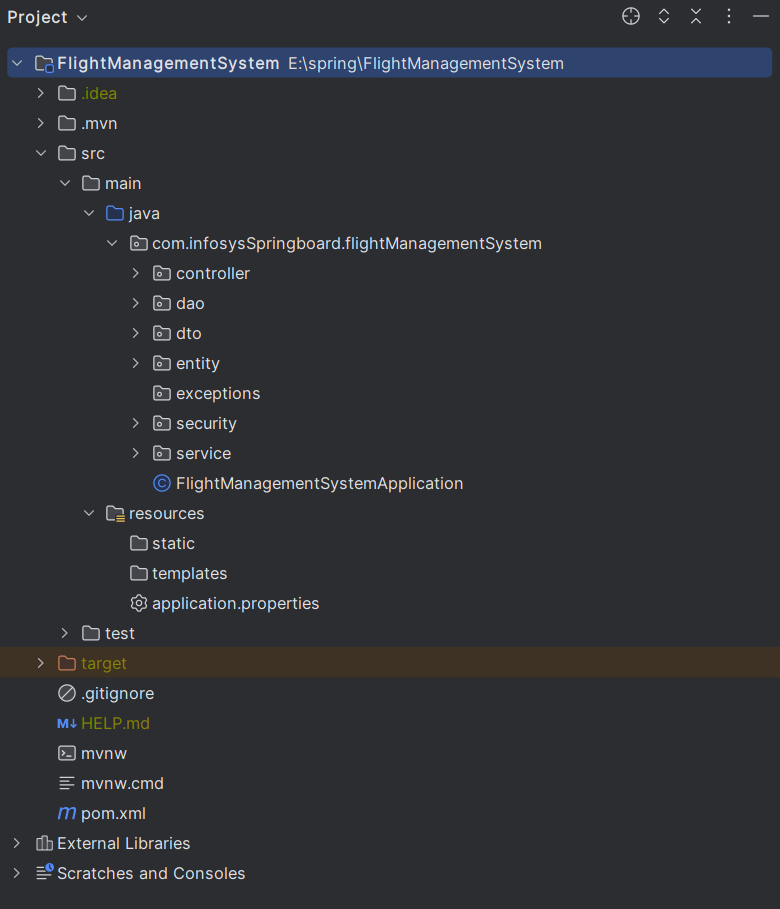 Project
FlightManagementSystem E:\spring\FlightManagementSystem
.idea
.mvn
src
main
java
com.infosysSpringboard.flightManagementSystem
controller
dao
dto
entity
exceptions
security
service
FlightManagementSystemApplication
resources
static
templates
application.properties
test
target
.gitignore
HELP.md
mvnw
mvnw.cmd
pom.xml
External Libraries
Scratches and Consoles